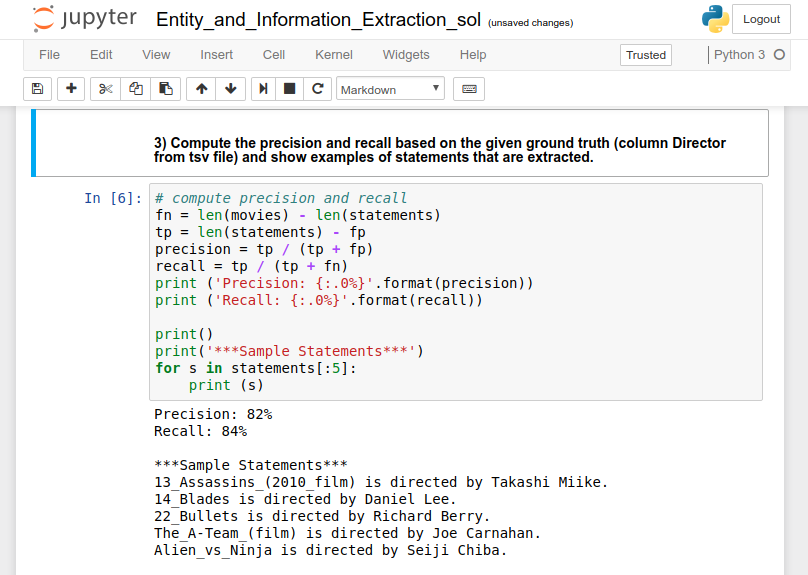 jupyter Entity_and_Information_Extraction_sol (unsaved changes) Logout
File Edit View Insert Cell Kernel Widgets Help Trusted Python 3
Markdown
3) Compute the precision and recall based on the given ground truth (column Director
from tsv file) and show examples of statements that are extracted.
In [6]: # compute precision and recall
fn = len(movies) - len(statements)
tp = len(statements) - fp
precision = tp / (tp + fp)
recall = tp / (tp + fn)
print ('Precision: {:.0%}'.format(precision))
print ('Recall: {:.0%}'.format(recall))
print()
print('***Sample Statements***')
for s in statements[:5]:
    print (s)
Precision: 82%
Recall: 84%
***Sample Statements***
13_Assassins_(2010_film) is directed by Takashi Miike.
14_Blades is directed by Daniel Lee.
22_Bullets is directed by Richard Berry.
The_A-Team_(film) is directed by Joe Carnahan.
Alien_vs_Ninja is directed by Seiji Chiba.